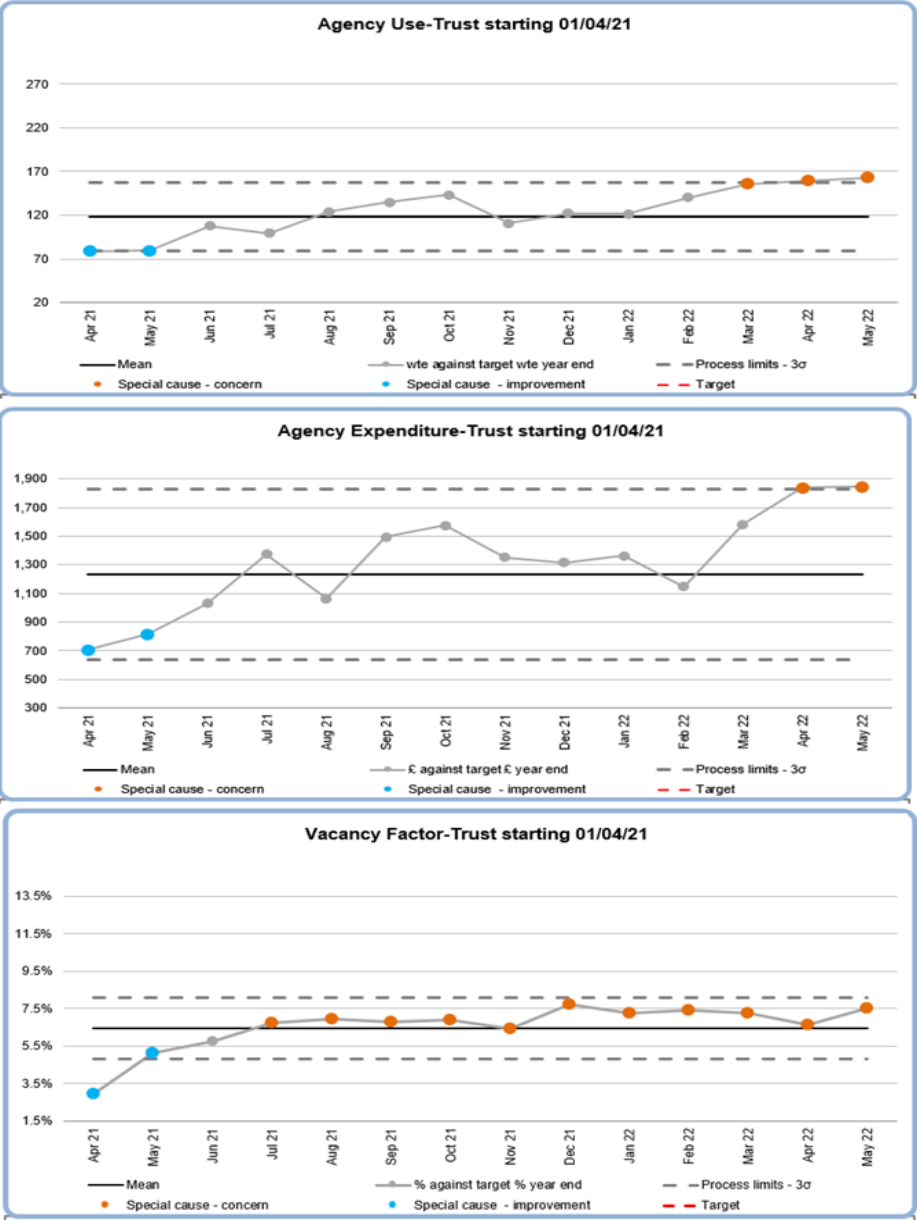 Agency Use-Trust starting 01/04/21
270
220
170
120
70
20
Apr 21 May 21 Jun 21 Jul 21 Aug 21 Sep 21 Oct 21 Nov 21 Dec 21 Jan 22 Feb 22 Mar 22 Apr 22 May 22
Mean wte against target wte year end Process limits - 3σ
Special cause - concern Special cause - improvement Target
Agency Expenditure-Trust starting 01/04/21
1,900
1,700
1,500
1,300
1,100
900
700
500
300
Apr 21 May 21 Jun 21 Jul 21 Aug 21 Sep 21 Oct 21 Nov 21 Dec 21 Jan 22 Feb 22 Mar 22 Apr 22 May 22
Mean £ against target £ year end Process limits - 3σ
Special cause - concern Special cause - improvement Target
Vacancy Factor-Trust starting 01/04/21
13.5%
11.5%
9.5%
7.5%
5.5%
3.5%
1.5%
Apr 21 May 21 Jun 21 Jul 21 Aug 21 Sep 21 Oct 21 Nov 21 Dec 21 Jan 22 Feb 22 Mar 22 Apr 22 May 22
Mean % against target % year end Process limits - 3σ
Special cause - concern Special cause - improvement Target